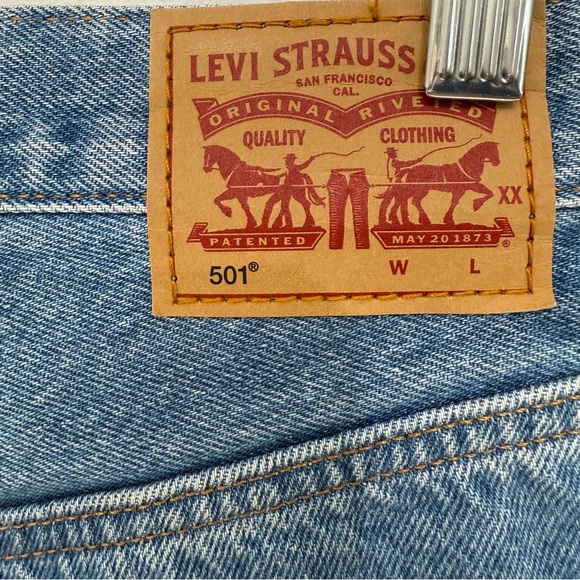 LEVI STRAUSS
SAN FRANCISCO
CAL.
ORIGINAL RIVETED
QUALITY CLOTHING
XX
PATENTED MAY 20 1873 ®
501® W L